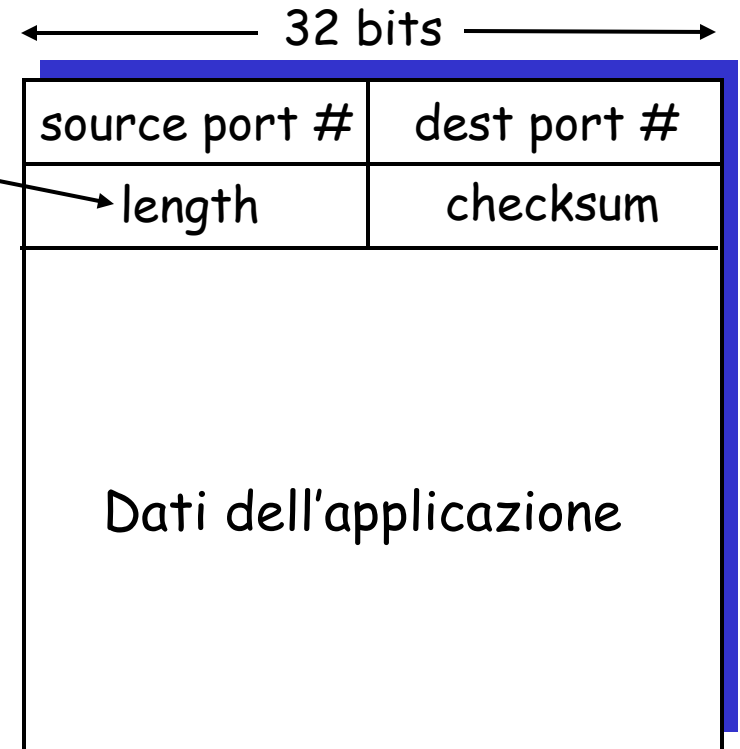 32 bits
source port # dest port #
length checksum
Dati dell'applicazione